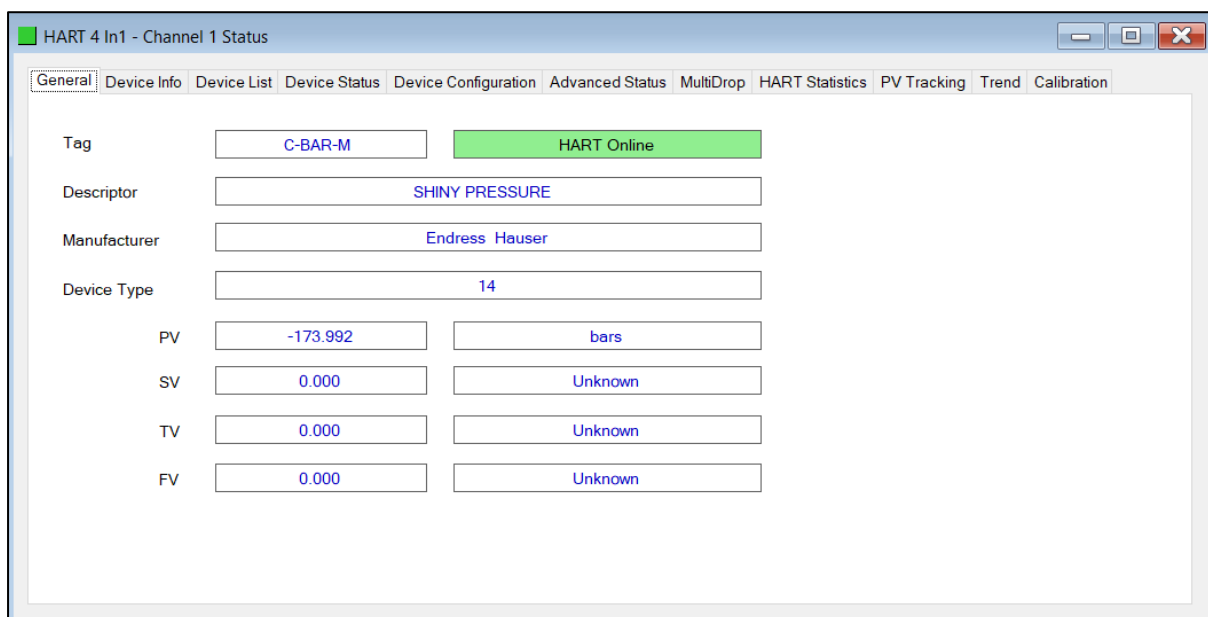 HART 4 In1 - Channel 1 Status
General Device Info Device List Device Status Device Configuration Advanced Status MultiDrop HART Statistics PV Tracking Trend Calibration
Tag C-BAR-M HART Online
Descriptor SHINY PRESSURE
Manufacturer Endress Hauser
Device Type 14
PV -173.992 bars
SV 0.000 Unknown
TV 0.000 Unknown
FV 0.000 Unknown